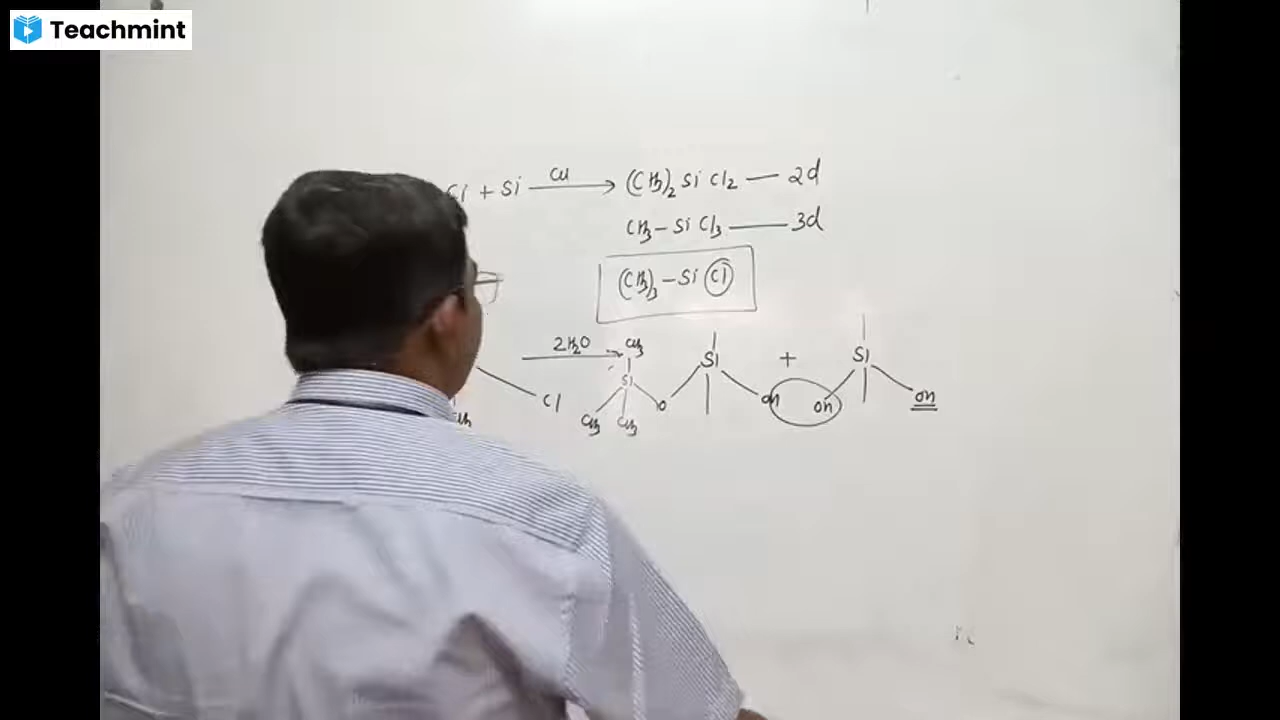 Teachmint
Cl + Si —Cu→ (CH3)2 Si Cl2 — 2d
CH3 – Si Cl3 — 3d
(CH3)3 – Si Cl
2H2O
CH3
Si Si + Si
Cl O OH OH OH
CH3 CH3 CH3